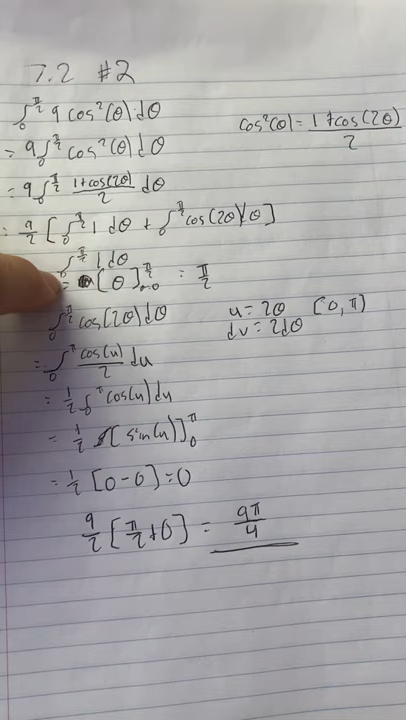 7.2 #2
∫₀^(π/2) 9 cos²(θ) dθ
cos²(θ) = (1+cos(2θ))/2
= 9∫₀^(π/2) cos²(θ) dθ
= 9∫₀^(π/2) (1+cos(2θ))/2 dθ
= 9/2 [∫₀^(π/2) 1 dθ + ∫₀^(π/2) cos(2θ)dθ]
∫₀^(π/2) 1 dθ
= [θ]₀^(π/2) = π/2
∫₀^(π/2) cos(2θ)dθ
u = 2θ [0, π)
du = 2dθ
= ∫₀^π cos(u)/2 du
= 1/2 ∫₀^π cos(u) du
= 1/2 [sin(u)]₀^π
= 1/2 [0-0] = 0
9/2 [π/2 + 0] = 9π/4